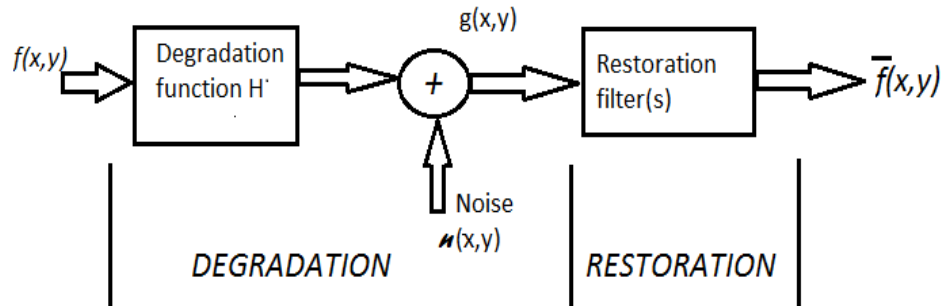 f(x,y)
Degradation
function H
g(x,y)
+
Noise
n(x,y)
Restoration
filter(s)
f̅(x,y)
DEGRADATION
RESTORATION